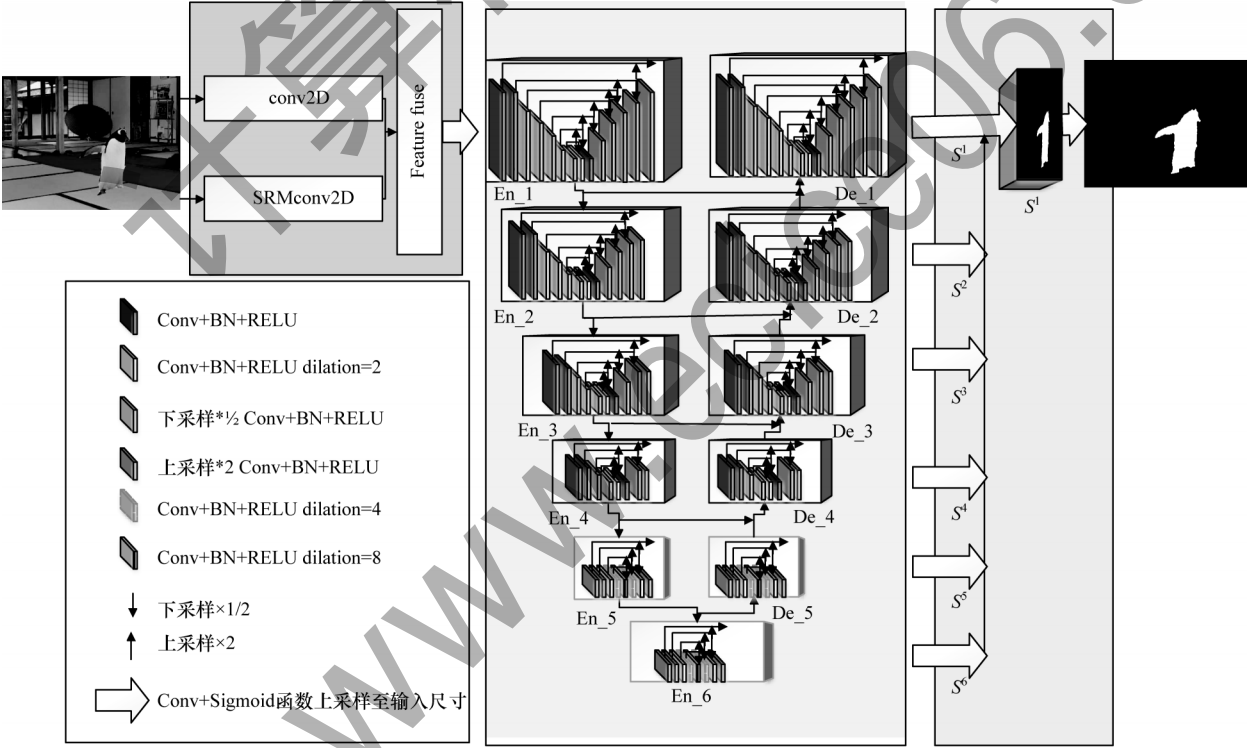 conv2D
SRMconv2D
Feature fuse
En_1
De_1
En_2
De_2
En_3
De_3
En_4
De_4
En_5
De_5
En_6
S¹
S¹
S²
S³
S⁴
S⁵
S⁶
Conv+BN+RELU
Conv+BN+RELU dilation=2
下采样*½ Conv+BN+RELU
上采样*2 Conv+BN+RELU
Conv+BN+RELU dilation=4
Conv+BN+RELU dilation=8
下采样×1/2
上采样×2
Conv+Sigmoid函数上采样至输入尺寸
计算
www.ecice06.c